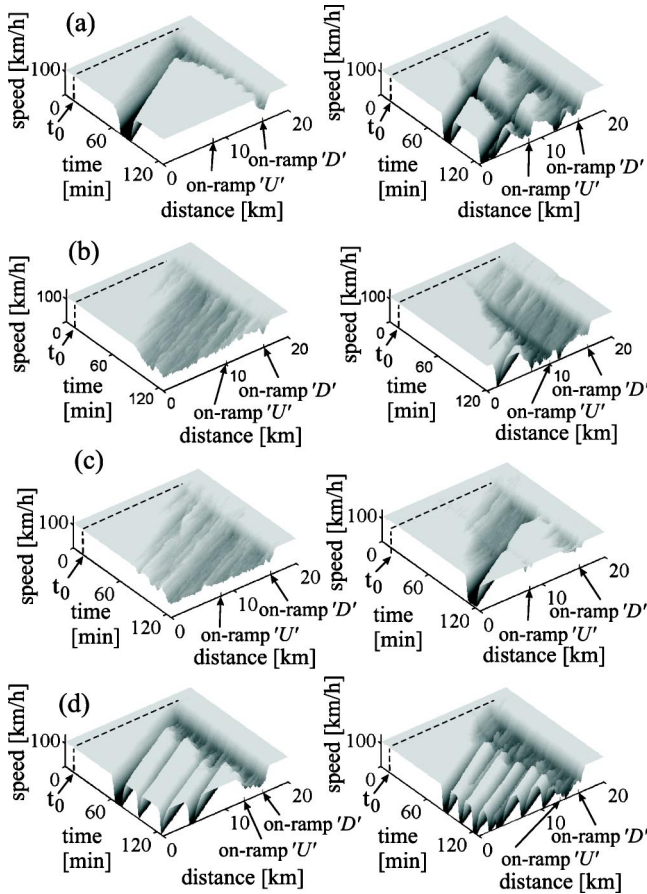 (a)
speed [km/h]
100
0
t0
60
time
[min]
120
0
10
20
on-ramp 'U'
on-ramp 'D'
distance [km]
speed [km/h]
100
0
t0
60
time
[min]
120
0
10
20
on-ramp 'D'
on-ramp 'U'
distance [km]
(b)
speed [km/h]
100
0
t0
60
time
[min]
120
0
10
20
on-ramp 'D'
on-ramp 'U'
distance [km]
speed [km/h]
100
0
t0
60
time
[min]
120
0
10
20
on-ramp 'D'
on-ramp 'U'
distance [km]
(c)
speed [km/h]
100
0
t0
60
time
[min]
120
0
10
20
on-ramp 'D'
on-ramp 'U'
distance [km]
speed [km/h]
100
0
t0
60
time
[min]
120
0
10
20
on-ramp 'D'
on-ramp 'U'
distance [km]
(d)
speed [km/h]
100
0
t0
60
time
[min]
120
0
10
20
on-ramp 'D'
on-ramp 'U'
distance [km]
speed [km/h]
100
0
t0
60
time
[min]
120
0
10
20
on-ramp 'D'
on-ramp 'U'
distance [km]